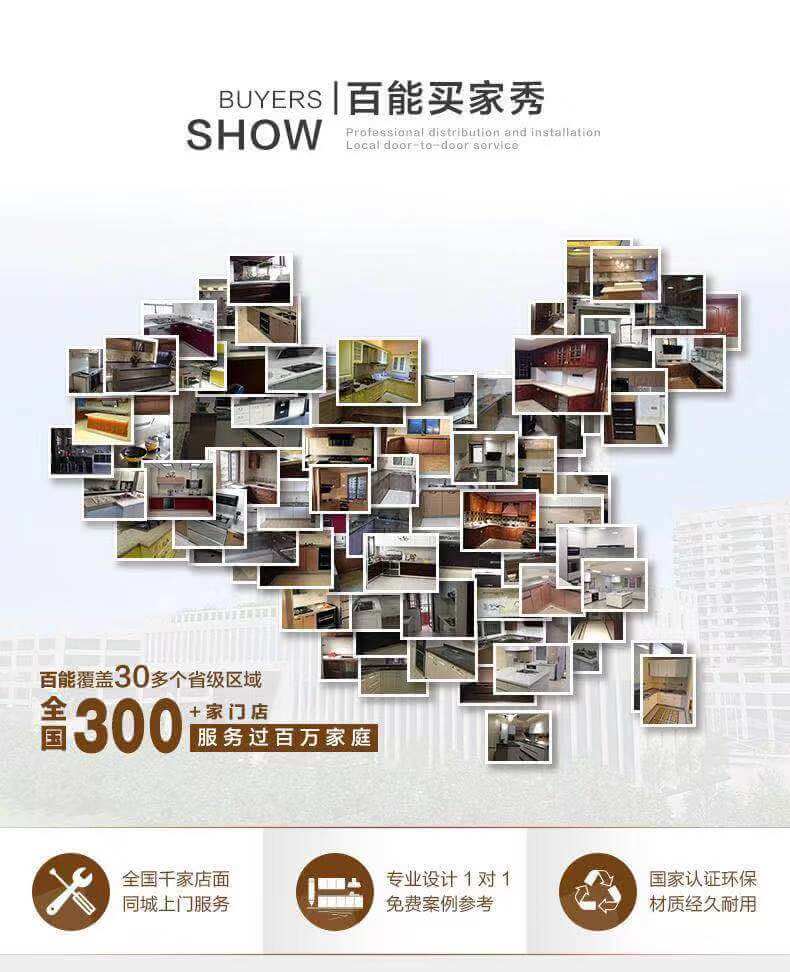 BUYERS
SHOW
百能买家秀
Professional distribution and installation
Local door-to-door service
百能覆盖30多个省级区域
全国300+家门店
服务过百万家庭
全国千家店面
同城上门服务
专业设计1对1
免费案例参考
国家认证环保
材质经久耐用